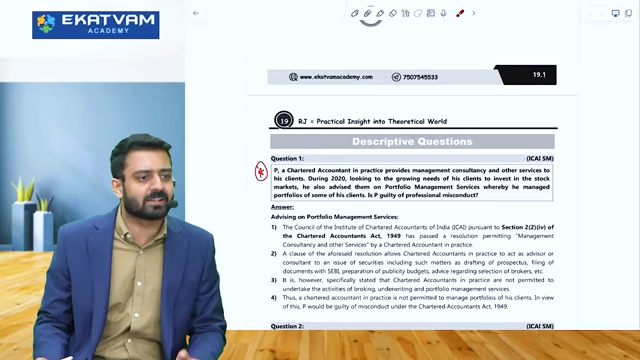 EKATVAM
ACADEMY
www.ekatvamacademy.com
7507545533
19.1
19
RJ = Practical Insight into Theoretical World
Descriptive Questions
Question 1:
(ICAI SM)
P, a Chartered Accountant in practice provides management consultancy and other services to
his clients. During 2020, looking to the growing needs of his clients to invest in the stock
markets, he also advised them on Portfolio Management Services whereby he managed
portfolios of some of his clients. Is P guilty of professional misconduct?
Answer:
Advising on Portfolio Management Services:
1) The Council of the Institute of Chartered Accountants of India (ICAI) pursuant to Section 2(2)(iv) of
the Chartered Accountants Act, 1949 has passed a resolution permitting "Management
Consultancy and other Services" by a Chartered Accountant in practice.
2) A clause of the aforesaid resolution allows Chartered Accountants in practice to act as advisor or
consultant to an issue of securities including such matters as drafting of prospectus, filing of
documents with SEBI, preparation of publicity budgets, advice regarding selection of brokers, etc.
3) It is, however, specifically stated that Chartered Accountants in practice are not permitted to
undertake the activities of broking, underwriting and portfolio management services.
4) Thus, a chartered accountant in practice is not permitted to manage portfolios of his clients. In view
of this, P would be guilty of misconduct under the Chartered Accountants Act, 1949.
Question 2:
(ICAI SM)